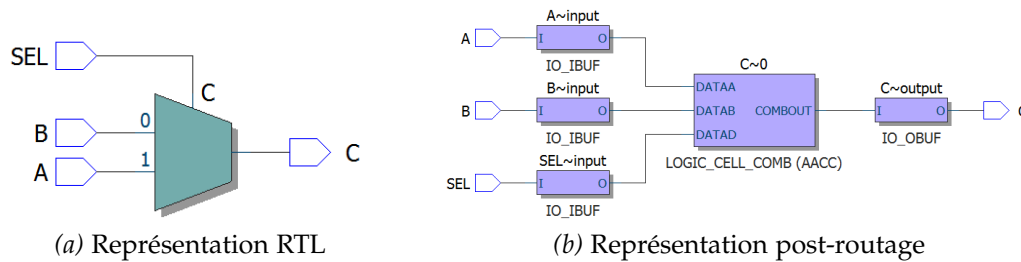 SEL
C
B
0
A
1
C
(a) Représentation RTL
A~input
A
I
O
IO_IBUF
B~input
B
I
O
IO_IBUF
SEL~input
SEL
I
O
IO_IBUF
C~0
DATAA
DATAB
COMBOUT
DATAD
LOGIC_CELL_COMB (AACC)
C~output
I
O
IO_OBUF
(b) Représentation post-routage